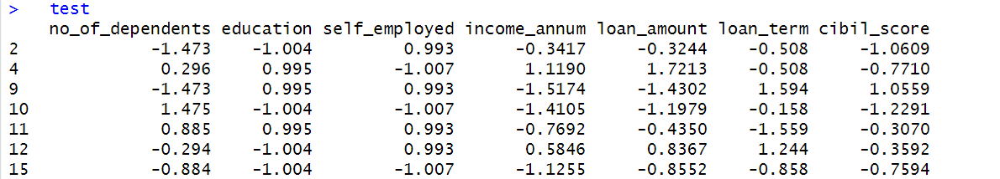 > test
no_of_dependents education self_employed income_annum loan_amount loan_term cibil_score
2 -1.473 -1.004 0.993 -0.3417 -0.3244 -0.508 -1.0609
4 0.296 0.995 -1.007 1.1190 1.7213 -0.508 -0.7710
9 -1.473 0.995 0.993 -1.5174 -1.4302 1.594 1.0559
10 1.475 -1.004 -1.007 -1.4105 -1.1979 -0.158 -1.2291
11 0.885 0.995 0.993 -0.7692 -0.4350 -1.559 -0.3070
12 -0.294 -1.004 0.993 0.5846 0.8367 1.244 -0.3592
15 -0.884 -1.004 -1.007 -1.1255 -0.8552 -0.858 -0.7594